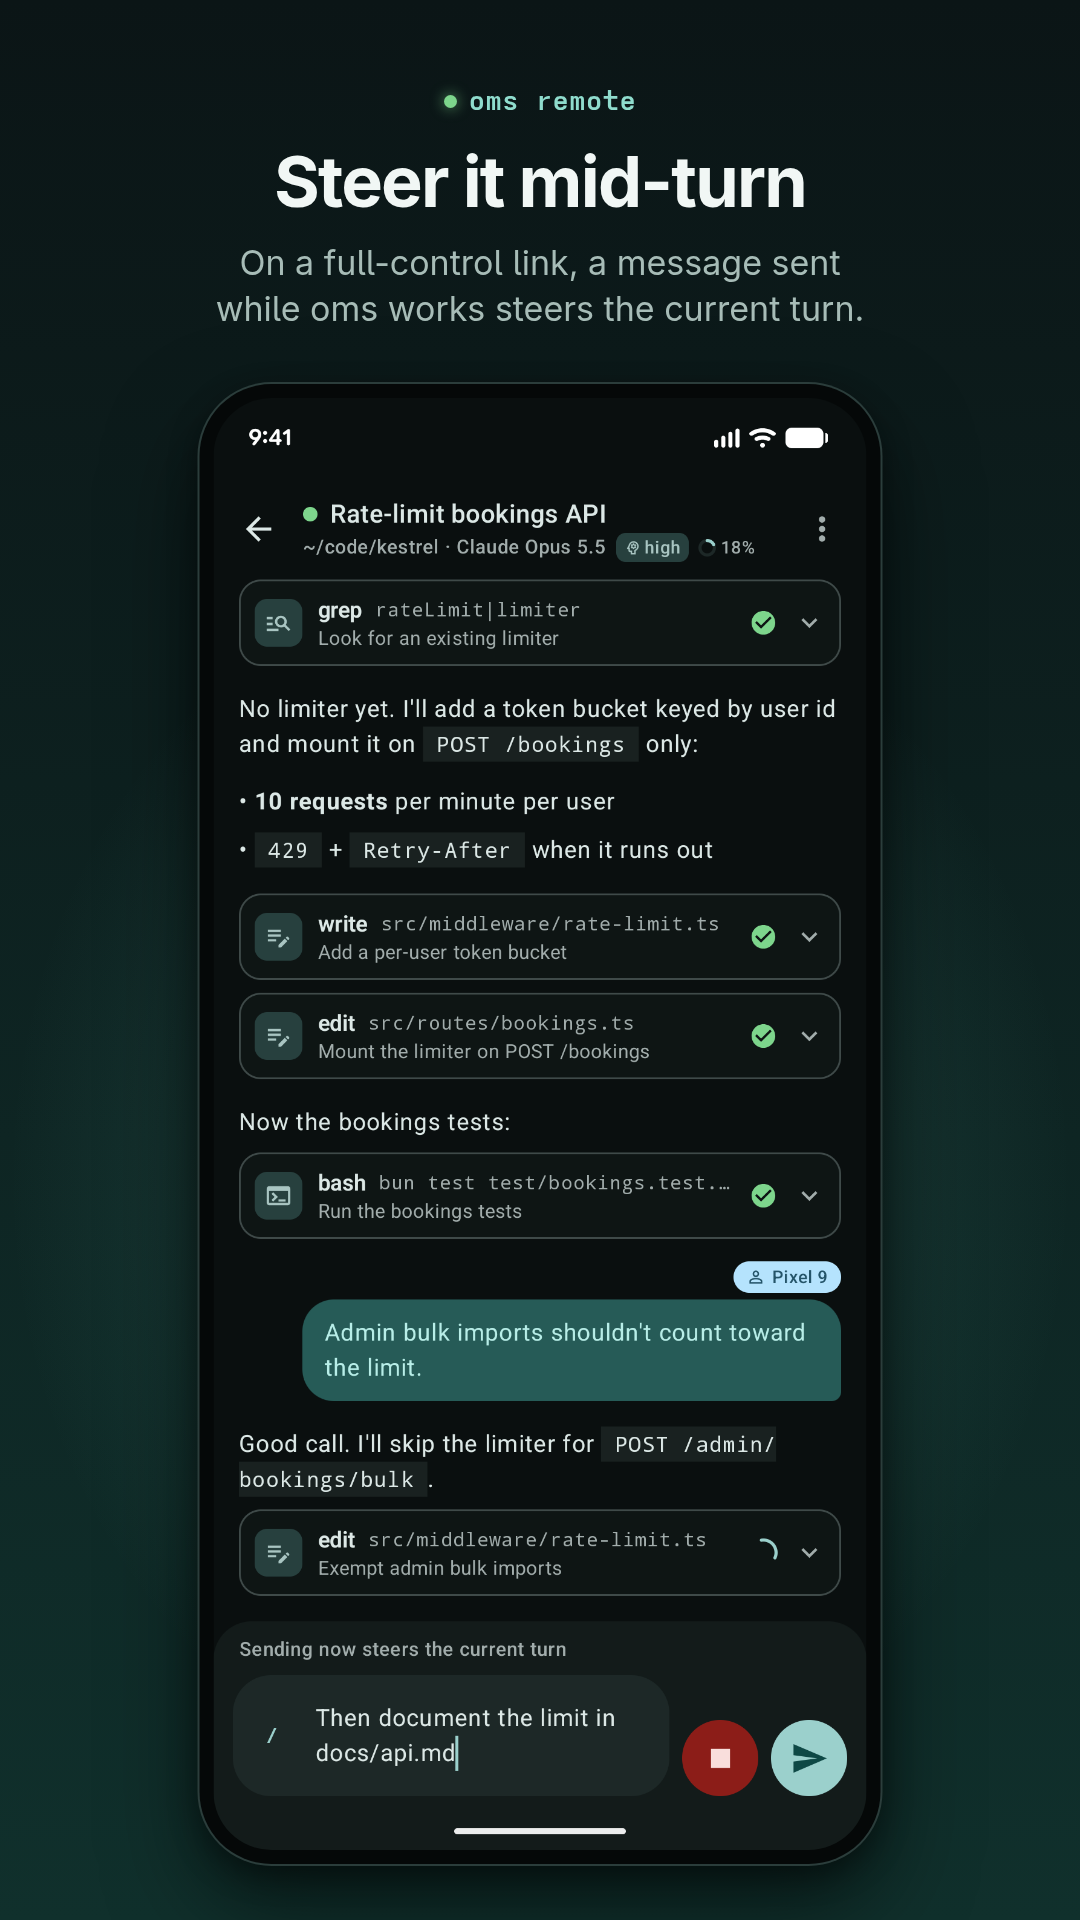 oms remote
Steer it mid-turn
On a full-control link, a message sent
while oms works steers the current turn.
9:41
Rate-limit bookings API
~/code/kestrel · Claude Opus 5.5 high 18%
grep rateLimit|limiter
Look for an existing limiter
No limiter yet. I'll add a token bucket keyed by user id
and mount it on POST /bookings only:
• 10 requests per minute per user
• 429 + Retry-After when it runs out
write src/middleware/rate-limit.ts
Add a per-user token bucket
edit src/routes/bookings.ts
Mount the limiter on POST /bookings
Now the bookings tests:
bash bun test test/bookings.test.…
Run the bookings tests
Pixel 9
Admin bulk imports shouldn't count toward
the limit.
Good call. I'll skip the limiter for POST /admin/
bookings/bulk .
edit src/middleware/rate-limit.ts
Exempt admin bulk imports
Sending now steers the current turn
/ Then document the limit in
docs/api.md